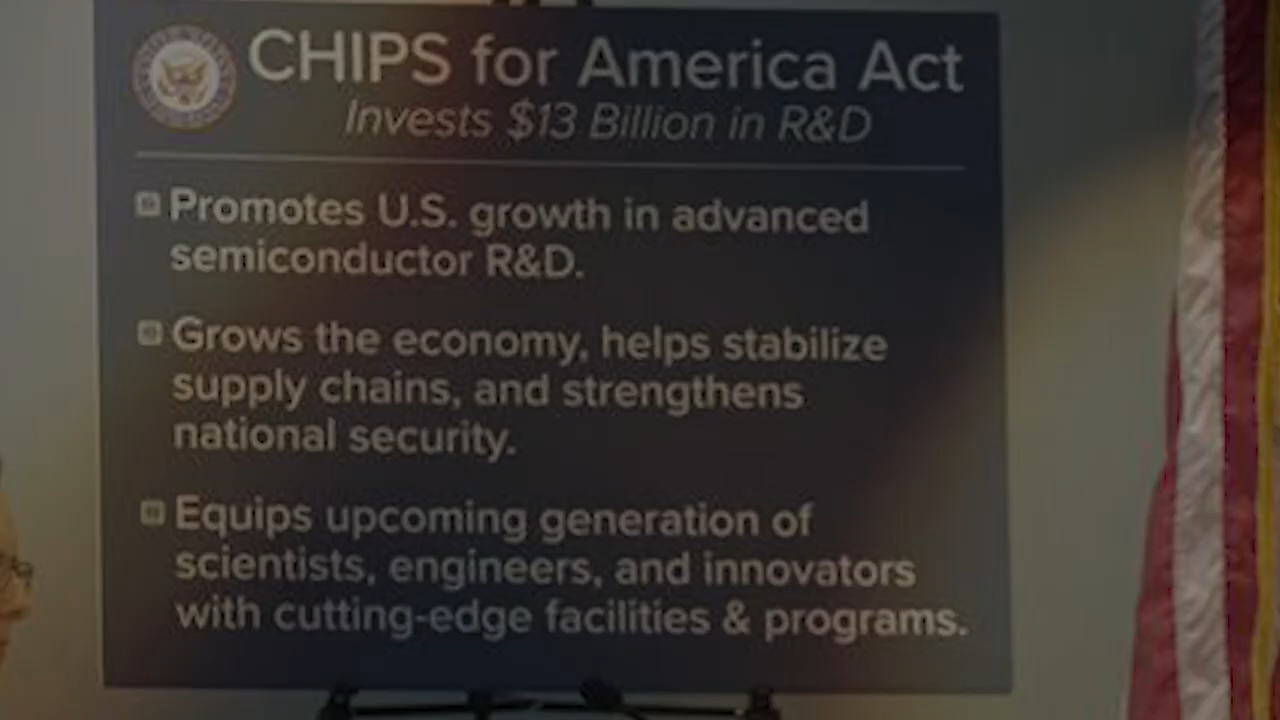 CHIPS for America Act
Invests $13 Billion in R&D
Promotes U.S. growth in advanced
semiconductor R&D.
Grows the economy, helps stabilize
supply chains, and strengthens
national security.
Equips upcoming generation of
scientists, engineers, and innovators
with cutting-edge facilities & programs.